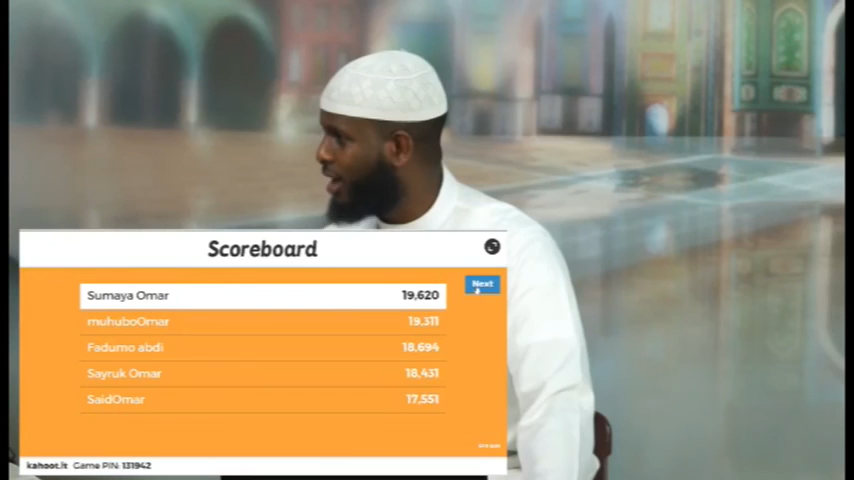 Scoreboard
Next
Sumaya Omar 19,620
muhuboOmar 19,311
Fadumo abdi 18,694
Sayruk Omar 18,431
SaidOmar 17,551
kahoot.it Game PIN: 131942